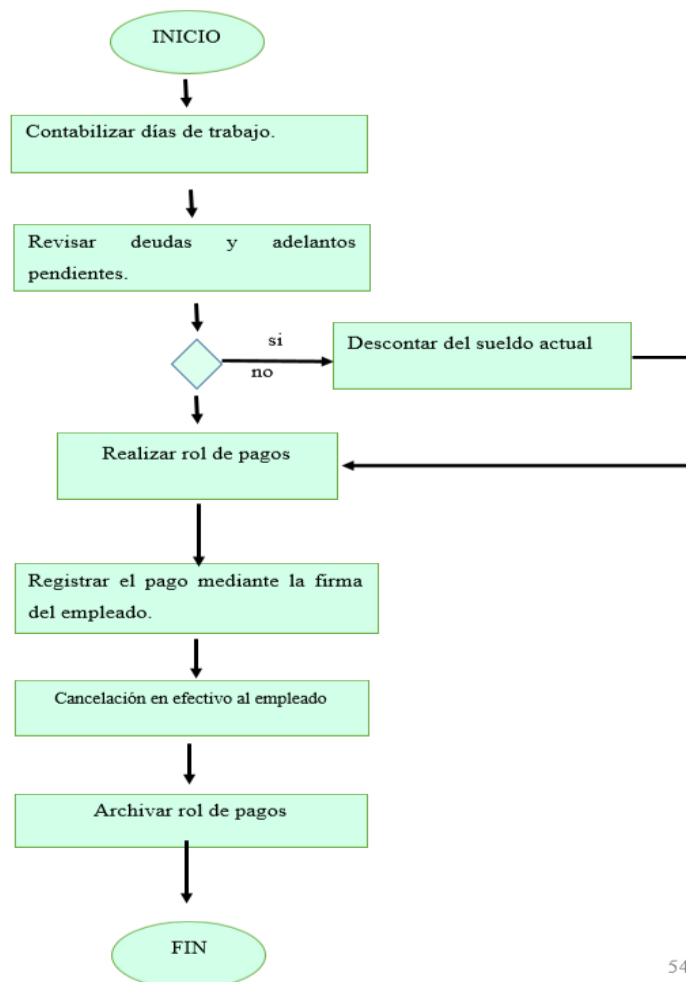 INICIO
Contabilizar días de trabajo.
Revisar deudas y adelantos
pendientes.
si
no
Descontar del sueldo actual
Realizar rol de pagos
Registrar el pago mediante la firma
del empleado.
Cancelación en efectivo al empleado
Archivar rol de pagos
FIN
54